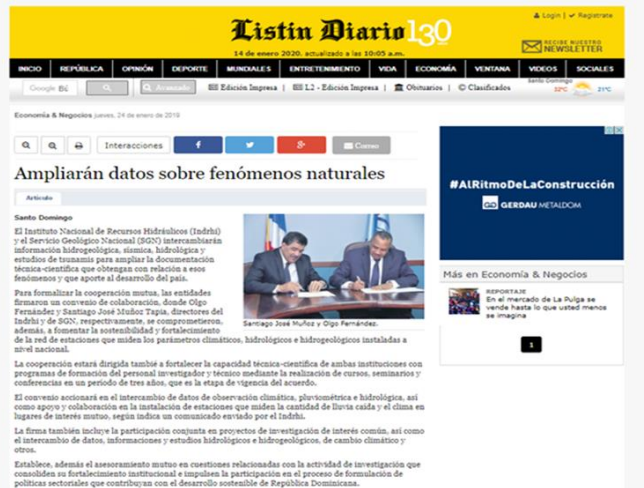 Login | Registrate
Listin Diario 130
14 de enero 2020. actualizado a las 10:05 a.m.
RECIBE NUESTRO
NEWSLETTER
INICIO REPÚBLICA OPINIÓN DEPORTE MUNDIALES ENTRETENIMIENTO VIDA ECONOMÍA VENTANA VIDEOS SOCIALES
Google Avanzado Edición Impresa | L2 - Edición Impresa | Obituarios | Clasificados
Santo Domingo
32ºC 21ºC
Economía & Negocios jueves, 24 de enero de 2019
Interacciones Correo
Ampliarán datos sobre fenómenos naturales
Artículo
Santo Domingo
El Instituto Nacional de Recursos Hidráulicos (Indrhi)
y el Servicio Geológico Nacional (SGN) intercambiarán
información hidrogeológica, sísmica, hidrológica y
estudios de tsunamis para ampliar la documentación
técnica-científica que obtengan con relación a esos
fenómenos y que aporte al desarrollo del país.
Para formalizar la cooperación mutua, las entidades
firmaron un convenio de colaboración, donde Olgo
Fernández y Santiago José Muñoz Tapia, directores del
Indrhi y de SGN, respectivamente, se comprometieron,
además, a fomentar la sostenibilidad y fortalecimiento
de la red de estaciones que miden los parámetros climáticos, hidrológicos e hidrogeológicos instaladas a
nivel nacional.
Santiago José Muñoz y Olgo Fernández.
La cooperación estará dirigida tambié a fortalecer la capacidad técnica-científica de ambas instituciones con
programas de formación del personal investigador y técnico mediante la realización de cursos, seminarios y
conferencias en un periodo de tres años, que es la etapa de vigencia del acuerdo.
El convenio accionará en el intercambio de datos de observación climática, pluviométrica e hidrológica, así
como apoyo y colaboración en la instalación de estaciones que miden la cantidad de lluvia caída y el clima en
lugares de interés mutuo, según indica un comunicado enviado por el Indrhi.
La firma también incluye la participación conjunta en proyectos de investigación de interés común, así como
el intercambio de datos, informaciones y estudios hidrológicos e hidrogeológicos, de cambio climático y
otros.
Establece, además el asesoramiento mutuo en cuestiones relacionadas con la actividad de investigación que
consoliden su fortalecimiento institucional e impulsen la participación en el proceso de formulación de
políticas sectoriales que contribuyan con el desarrollo sostenible de República Dominicana.
#AlRitmoDeLaConstrucción
GD GERDAU METALDOM
Más en Economía & Negocios
REPORTAJE
En el mercado de La Pulga se
vende hasta lo que usted menos
se imagina
1